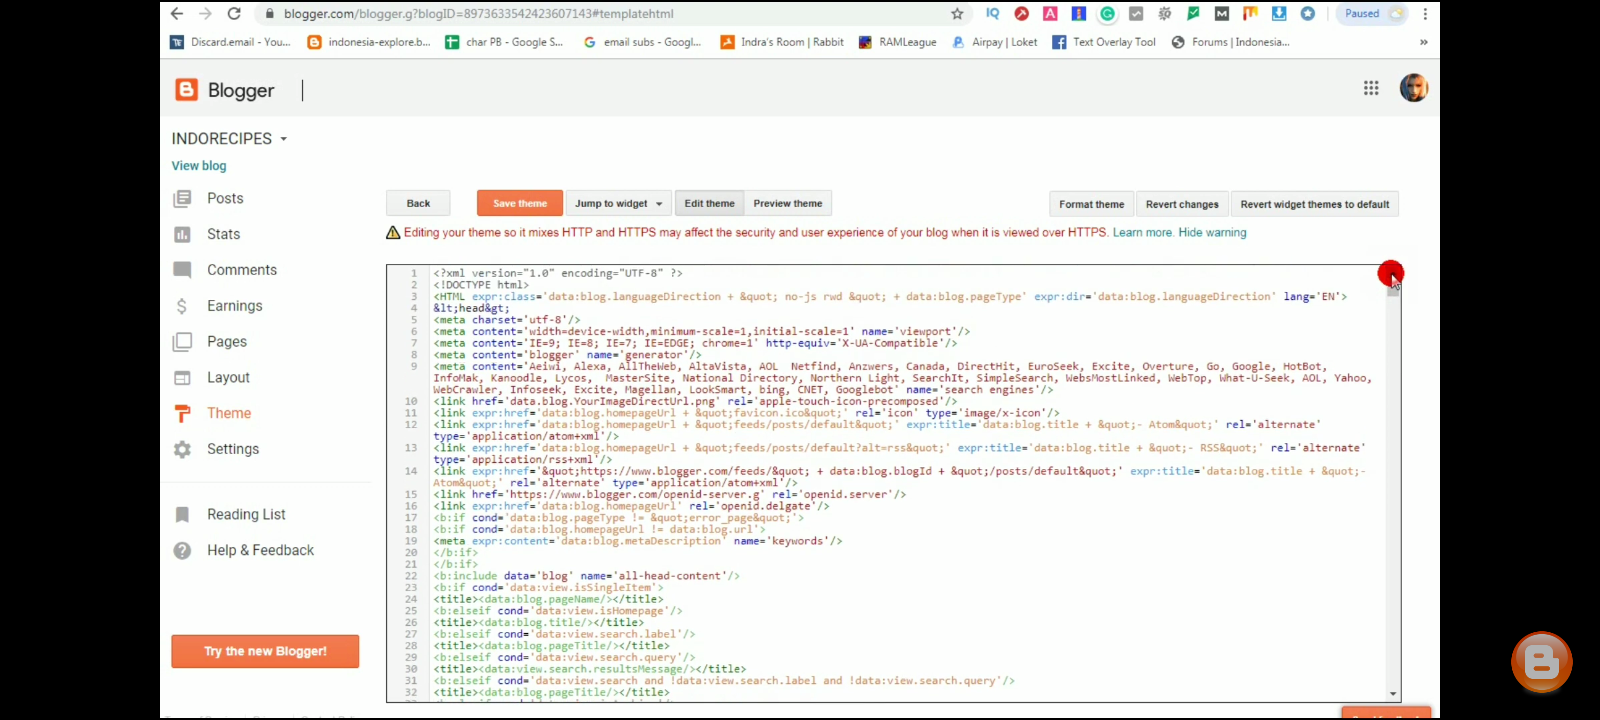 blogger.com/blogger.g?blogID=8973633542423607143#templatehtml
Paused
Discard.email - You...
indonesia-explore.b...
char PB - Google S...
email subs - Googl...
Indra's Room | Rabbit
RAMLeague
Airpay | Loket
Text Overlay Tool
Forums | Indonesia...
»
Blogger
INDORECIPES
View blog
Posts
Stats
Comments
Earnings
Pages
Layout
Theme
Settings
Reading List
Help & Feedback
Try the new Blogger!
Back
Save theme
Jump to widget
Edit theme
Preview theme
Format theme
Revert changes
Revert widget themes to default
Editing your theme so it mixes HTTP and HTTPS may affect the security and user experience of your blog when it is viewed over HTTPS. Learn more. Hide warning
1 <?xml version="1.0" encoding="UTF-8" ?>
2 <!DOCTYPE html>
3 <HTML expr:class='data:blog.languageDirection + &quot; no-js rwd &quot; + data:blog.pageType' expr:dir='data:blog.languageDirection' lang='EN'>
4 &lt;head&gt;
5 <meta charset='utf-8'/>
6 <meta content='width=device-width,minimum-scale=1,initial-scale=1' name='viewport'/>
7 <meta content='IE=9; IE=8; IE=7; IE=EDGE; chrome=1' http-equiv='X-UA-Compatible'/>
8 <meta content='blogger' name='generator'/>
9 <meta content='Aeiwi, Alexa, AllTheWeb, AltaVista, AOL Netfind, Anzwers, Canada, DirectHit, EuroSeek, Excite, Overture, Go, Google, HotBot,
InfoMak, Kanoodle, Lycos, MasterSite, National Directory, Northern Light, SearchIt, SimpleSearch, WebsMostLinked, WebTop, What-U-Seek, AOL, Yahoo,
WebCrawler, Infoseek, Excite, Magellan, LookSmart, bing, CNET, Googlebot' name='search engines'/>
10 <link href='data.blog.YourImageDirectUrl.png' rel='apple-touch-icon-precomposed'/>
11 <link expr:href='data:blog.homepageUrl + &quot;favicon.ico&quot;' rel='icon' type='image/x-icon'/>
12 <link expr:href='data:blog.homepageUrl + &quot;feeds/posts/default&quot;' expr:title='data:blog.title + &quot;- Atom&quot;' rel='alternate'
type='application/atom+xml'/>
13 <link expr:href='data:blog.homepageUrl + &quot;feeds/posts/default?alt=rss&quot;' expr:title='data:blog.title + &quot;- RSS&quot;' rel='alternate'
type='application/rss+xml'/>
14 <link expr:href='&quot;https://www.blogger.com/feeds/&quot; + data:blog.blogId + &quot;/posts/default&quot;' expr:title='data:blog.title + &quot;-
Atom&quot;' rel='alternate' type='application/atom+xml'/>
15 <link href='https://www.blogger.com/openid-server.g' rel='openid.server'/>
16 <link expr:href='data:blog.homepageUrl' rel='openid.delgate'/>
17 <b:if cond='data:blog.pageType != &quot;error_page&quot;'>
18 <b:if cond='data:blog.homepageUrl != data:blog.url'>
19 <meta expr:content='data:blog.metaDescription' name='keywords'/>
20 </b:if>
21 </b:if>
22 <b:include data='blog' name='all-head-content'/>
23 <b:if cond='data:view.isSingleItem'>
24 <title><data:blog.pageName/></title>
25 <b:elseif cond='data:view.isHomepage'/>
26 <title><data:blog.title/></title>
27 <b:elseif cond='data:view.search.label'/>
28 <title><data:blog.pageTitle/></title>
29 <b:elseif cond='data:view.search.query'/>
30 <title><data:view.search.resultsMessage/></title>
31 <b:elseif cond='data:view.search and !data:view.search.label and !data:view.search.query'/>
32 <title><data:blog.pageTitle/></title>